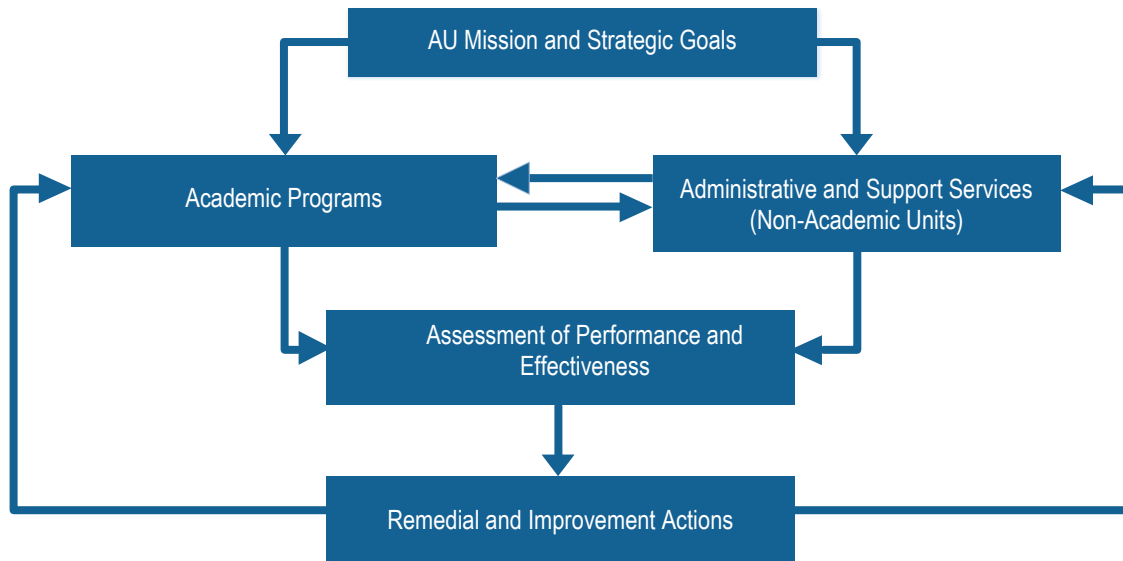 AU Mission and Strategic Goals
Academic Programs
Administrative and Support Services
(Non-Academic Units)
Assessment of Performance and
Effectiveness
Remedial and Improvement Actions